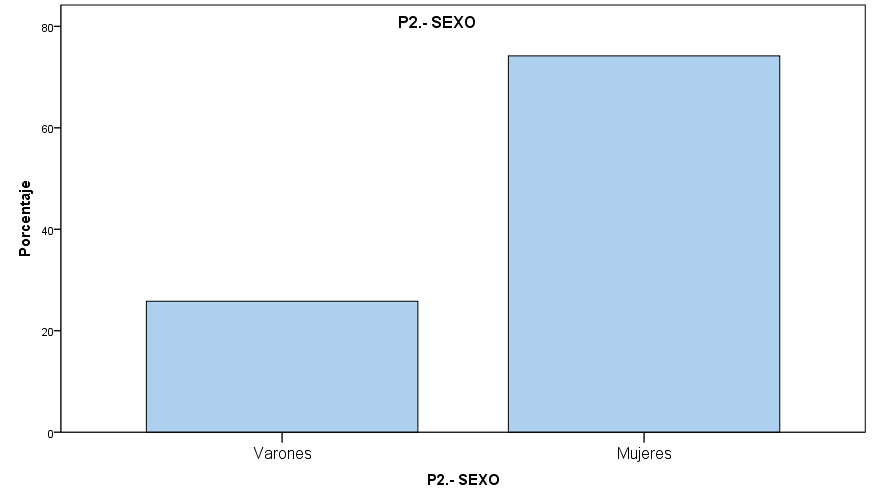 P2.- SEXO
80
60
40
20
0
Porcentaje
Varones
Mujeres
P2.- SEXO